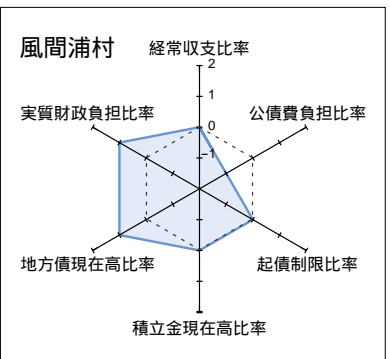 風間浦村
経常収支比率
2
1
0
−1
公債費負担比率
実質財政負担比率
地方債現在高比率
起債制限比率
積立金現在高比率